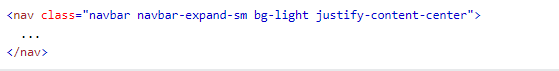 <nav class="navbar navbar-expand-sm bg-light justify-content-center">
...
</nav>